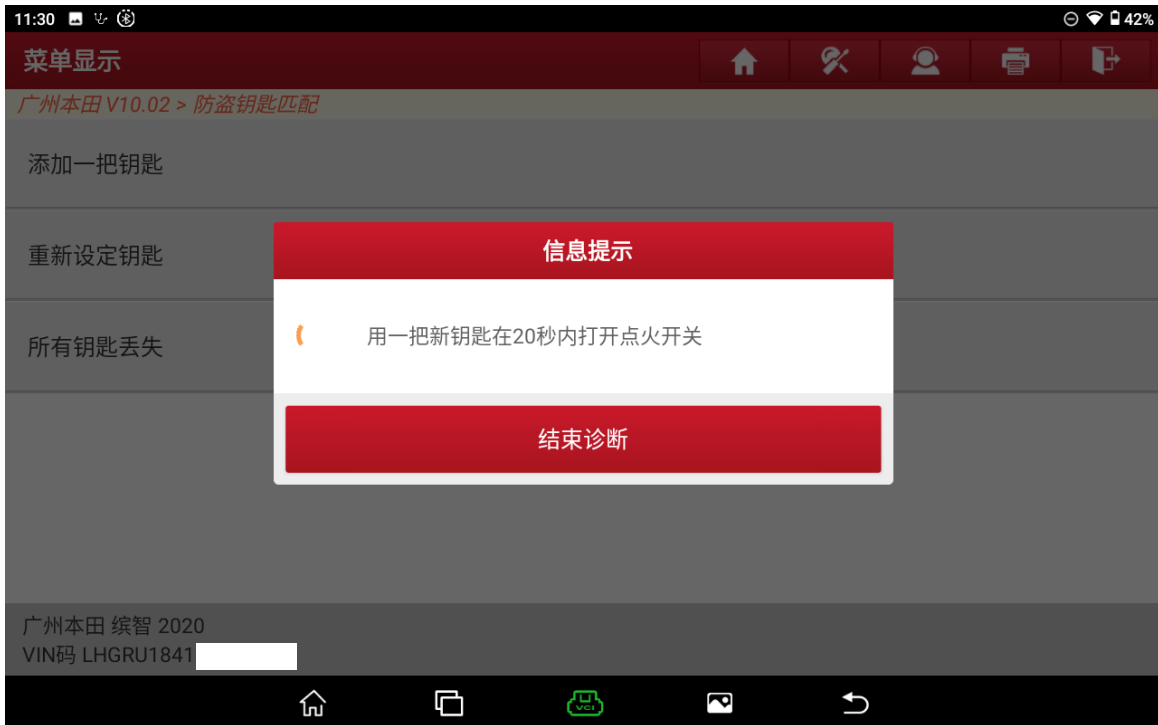 11:30
42%
菜单显示
广州本田 V10.02 > 防盗钥匙匹配
添加一把钥匙
重新设定钥匙
所有钥匙丢失
信息提示
用一把新钥匙在20秒内打开点火开关
结束诊断
广州本田 缤智 2020
VIN码 LHGRU1841
VCI